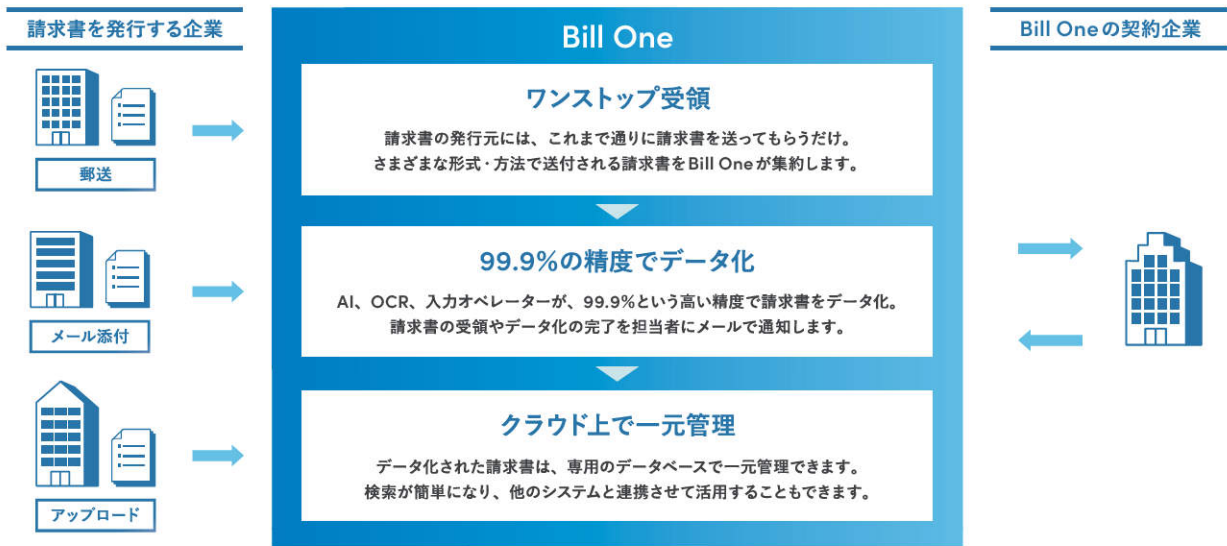 請求書を発行する企業
郵送
メール添付
アップロード
Bill One
ワンストップ受領
請求書の発行元には、これまで通りに請求書を送ってもらうだけ。
さまざまな形式・方法で送付される請求書をBill Oneが集約します。
99.9%の精度でデータ化
AI、OCR、入力オペレーターが、99.9%という高い精度で請求書をデータ化。
請求書の受領やデータ化の完了を担当者にメールで通知します。
クラウド上で一元管理
データ化された請求書は、専用のデータベースで一元管理できます。
検索が簡単になり、他のシステムと連携させて活用することもできます。
Bill Oneの契約企業